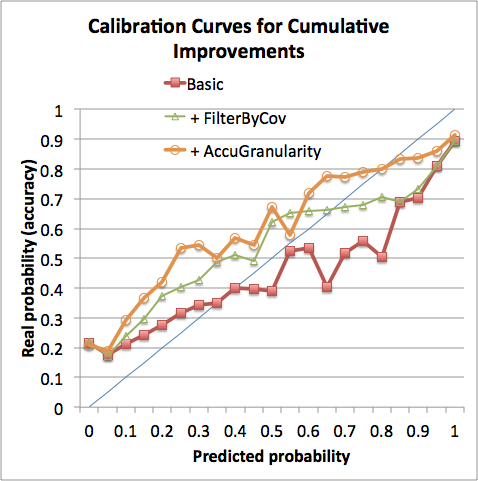 Calibration Curves for Cumulative
Improvements
Basic
+ FilterByCov
+ AccuGranularity
Real probability (accuracy)
1
0.9
0.8
0.7
0.6
0.5
0.4
0.3
0.2
0.1
0
0 0.1 0.2 0.3 0.4 0.5 0.6 0.7 0.8 0.9 1
Predicted probability